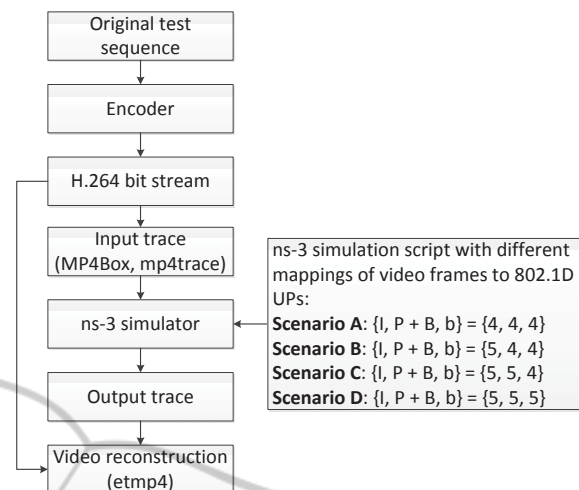 Original test
sequence
Encoder
H.264 bit stream
Input trace
(MP4Box, mp4trace)
ns-3 simulator
Output trace
Video reconstruction
(etmp4)
ns-3 simulation script with different
mappings of video frames to 802.1D
UPs:
Scenario A: {I, P + B, b} = {4, 4, 4}
Scenario B: {I, P + B, b} = {5, 4, 4}
Scenario C: {I, P + B, b} = {5, 5, 4}
Scenario D: {I, P + B, b} = {5, 5, 5}